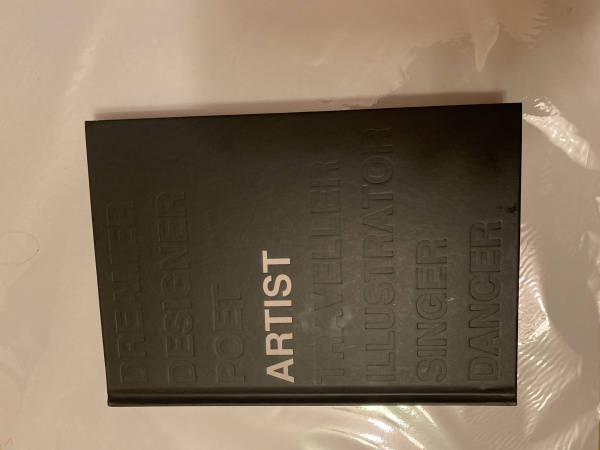 DREAMER
DESIGNER
POET
ARTIST
TRAVELLER
ILLUSTRATOR
SINGER
DANCER